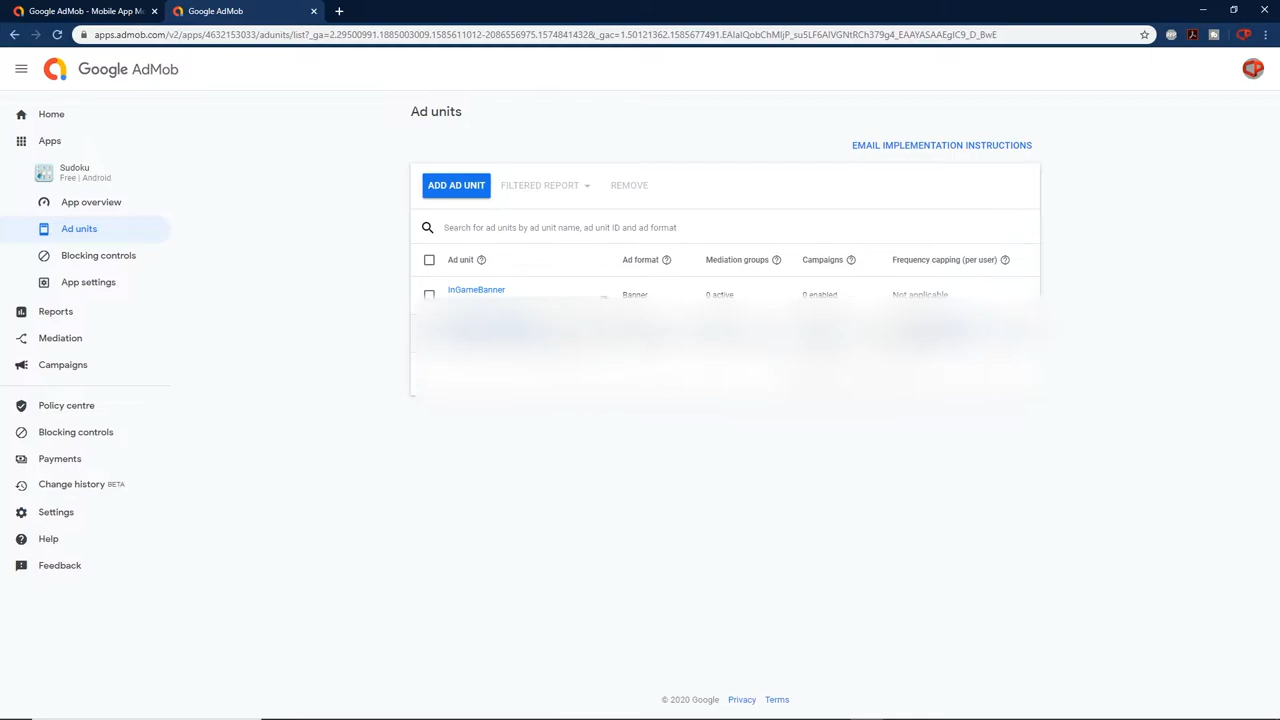 Google AdMob - Mobile App M
Google AdMob
apps.admob.com/v2/apps/4632153033/adunits/list?_ga=2.29500991.1885003009.1585611012-2086556975.1574841432&_gac=1.50121362.1585677491.EAIaIQobChMIjP_su5LF6AIVGNtRCh379g4_EAAYASAAEgIC9_D_BwE
Google AdMob
Ad units
Home
EMAIL IMPLEMENTATION INSTRUCTIONS
Apps
Sudoku
Free | Android
ADD AD UNIT FILTERED REPORT REMOVE
App overview
Ad units
Search for ad units by ad unit name, ad unit ID and ad format
Blocking controls
Ad unit Ad format Mediation groups Campaigns Frequency capping (per user)
App settings
InGameBanner Banner 0 active 0 enabled Not applicable
Reports
Mediation
Campaigns
Policy centre
Blocking controls
Payments
Change history BETA
Settings
Help
Feedback
© 2020 Google Privacy Terms